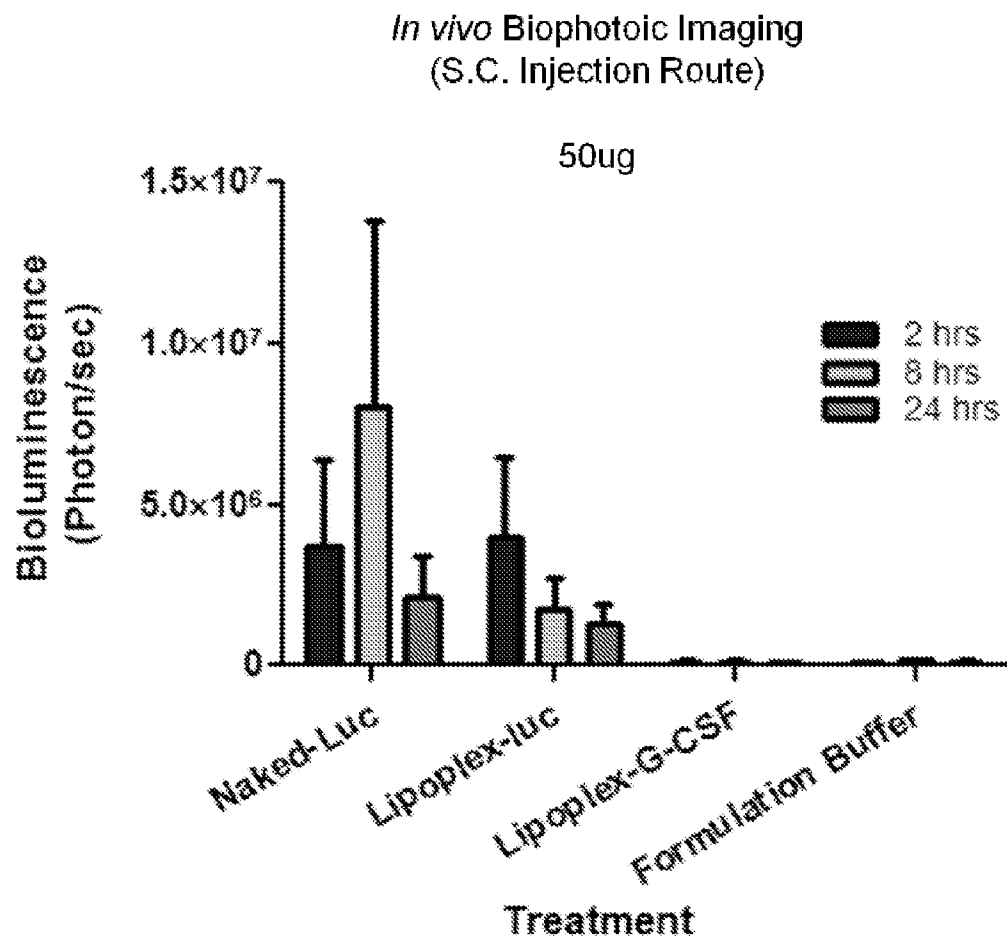 In vivo Biophotoic Imaging
(S.C. Injection Route)
50ug
1.5×10⁷
1.0×10⁷
5.0×10⁶
0
Bioluminescence
(Photon/sec)
2 hrs
8 hrs
24 hrs
Naked-Luc
Lipoplex-luc
Lipoplex-G-CSF
Formulation Buffer
Treatment